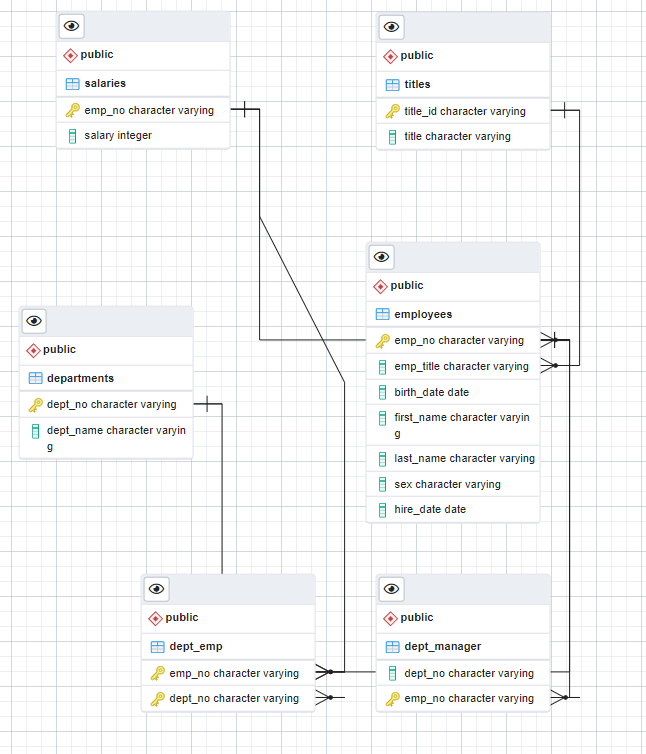 public
salaries
emp_no character varying
salary integer
public
titles
title_id character varying
title character varying
public
employees
emp_no character varying
emp_title character varying
birth_date date
first_name character varyin
g
last_name character varying
sex character varying
hire_date date
public
departments
dept_no character varying
dept_name character varyin
g
public
dept_emp
emp_no character varying
dept_no character varying
public
dept_manager
dept_no character varying
emp_no character varying